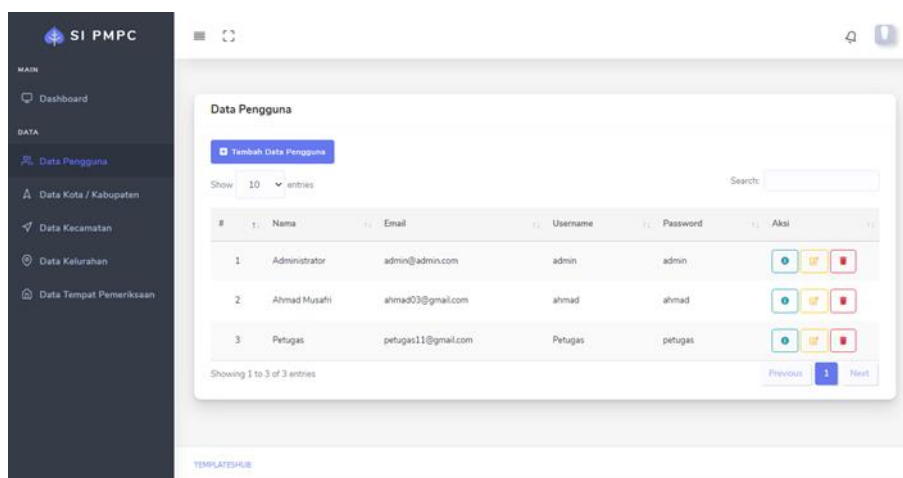 SI PMPC
MAIN
Dashboard
DATA
Data Pengguna
Data Kota / Kabupaten
Data Kecamatan
Data Kelurahan
Data Tempat Pemeriksaan
Data Pengguna
Tambah Data Pengguna
Show 10 entries
Search:
# Nama Email Username Password Aksi
1 Administrator admin@admin.com admin admin
2 Ahmad Musafri ahmad03@gmail.com ahmad ahmad
3 Petugas petugas11@gmail.com Petugas petugas
Showing 1 to 3 of 3 entries
Previous 1 Next
TEMPLATESHUB